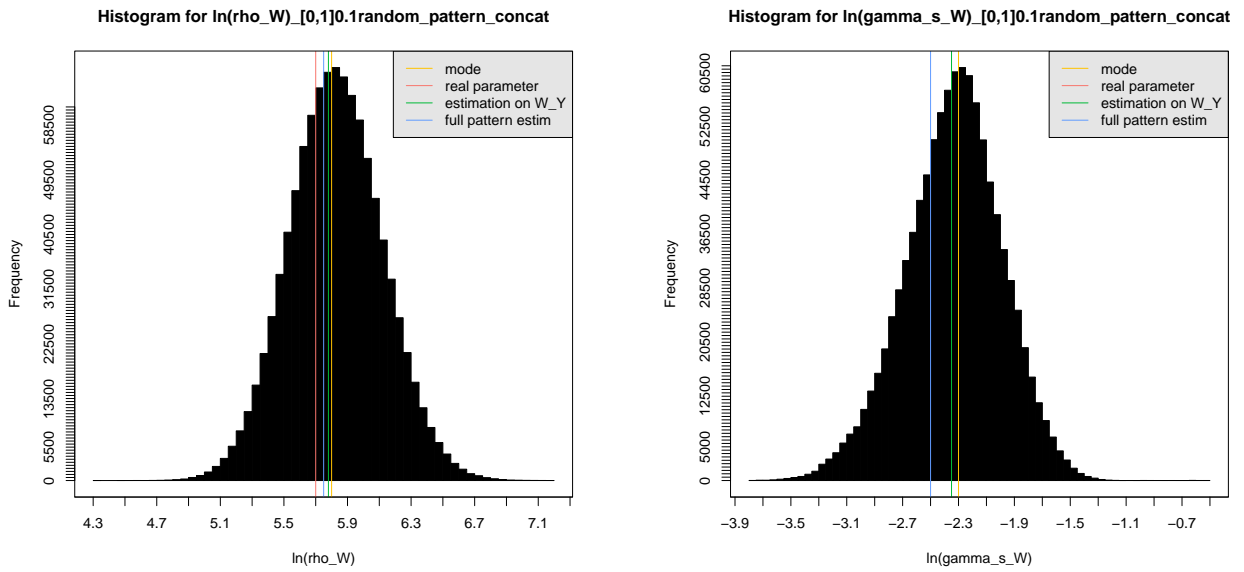 Histogram for ln(rho_W)_[0,1]0.1random_pattern_concat
mode
real parameter
estimation on W_Y
full pattern estim
Frequency
58500
49500
40500
31500
22500
13500
5500
0
4.3 4.7 5.1 5.5 5.9 6.3 6.7 7.1
ln(rho_W)
Histogram for ln(gamma_s_W)_[0,1]0.1random_pattern_concat
mode
real parameter
estimation on W_Y
full pattern estim
Frequency
60500
52500
44500
36500
28500
20500
12500
5000
0
−3.9 −3.5 −3.1 −2.7 −2.3 −1.9 −1.5 −1.1 −0.7
ln(gamma_s_W)